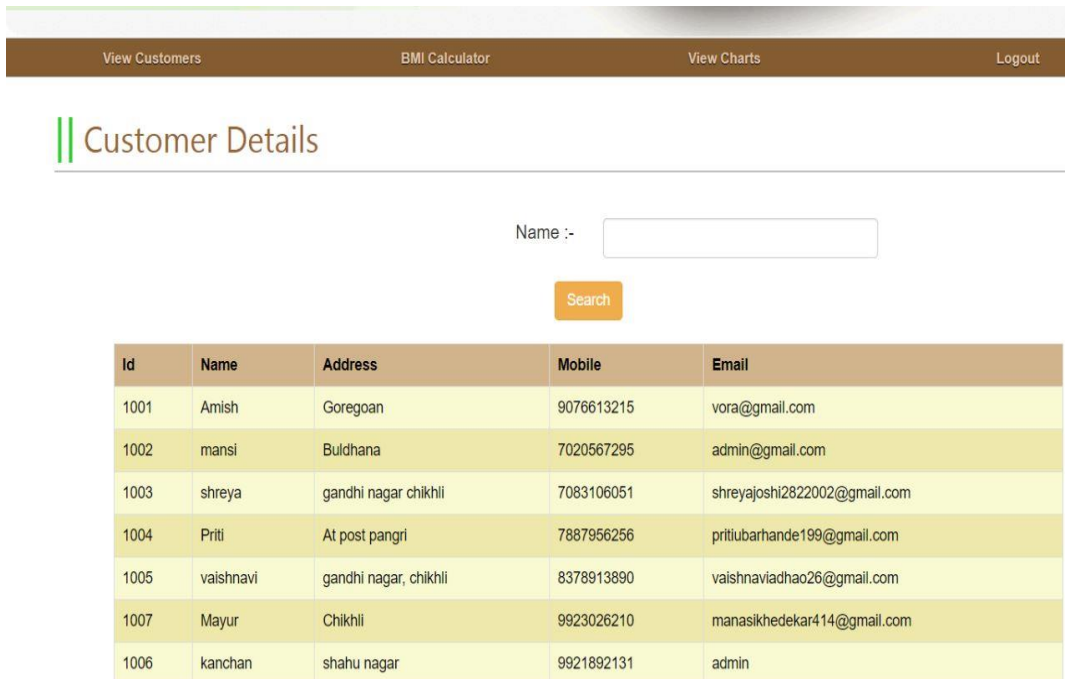 View Customers BMI Calculator View Charts Logout
Customer Details
Name :-
Search
Id Name Address Mobile Email
1001 Amish Goregoan 9076613215 vora@gmail.com
1002 mansi Buldhana 7020567295 admin@gmail.com
1003 shreya gandhi nagar chikhli 7083106051 shreyajoshi2822002@gmail.com
1004 Priti At post pangri 7887956256 pritiubarhande199@gmail.com
1005 vaishnavi gandhi nagar, chikhli 8378913890 vaishnaviadhao26@gmail.com
1007 Mayur Chikhli 9923026210 manasikhedekar414@gmail.com
1006 kanchan shahu nagar 9921892131 admin